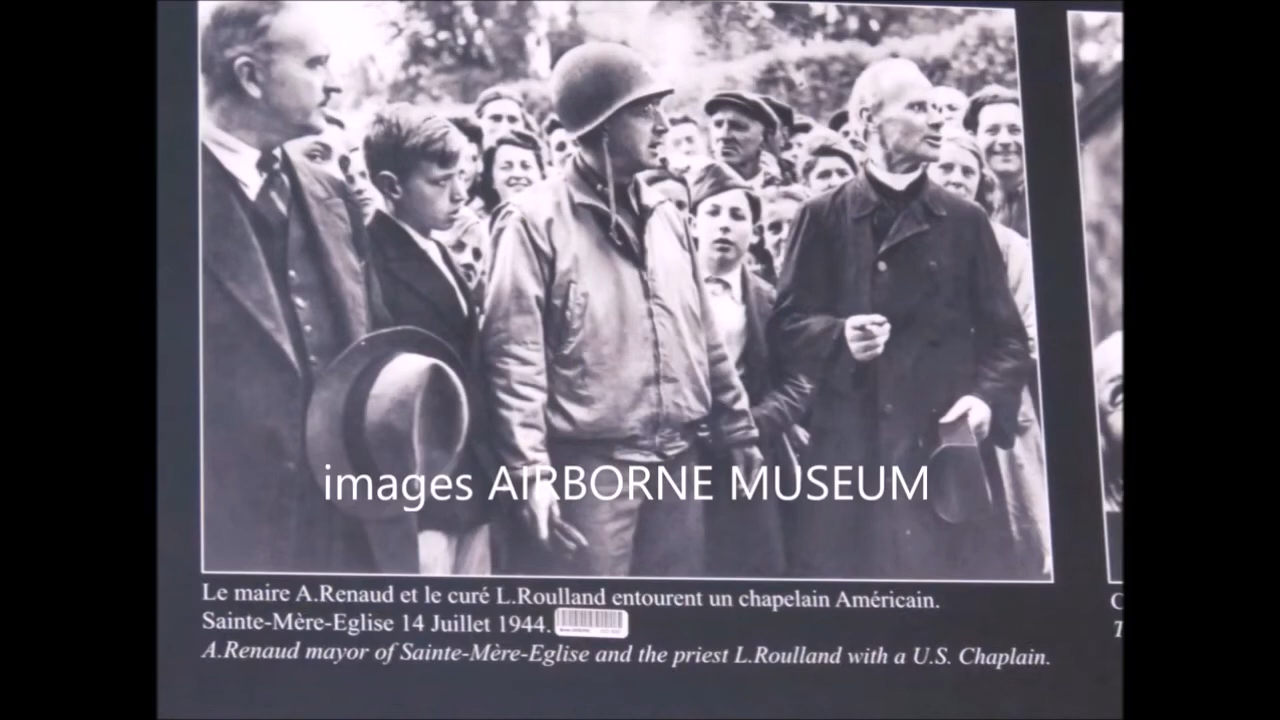 images AIRBORNE MUSEUM
Le maire A.Renaud et le curé L.Roulland entourent un chapelain Américain.
Sainte-Mère-Eglise 14 Juillet 1944.
A.Renaud mayor of Sainte-Mère-Eglise and the priest L.Roulland with a U.S. Chaplain.